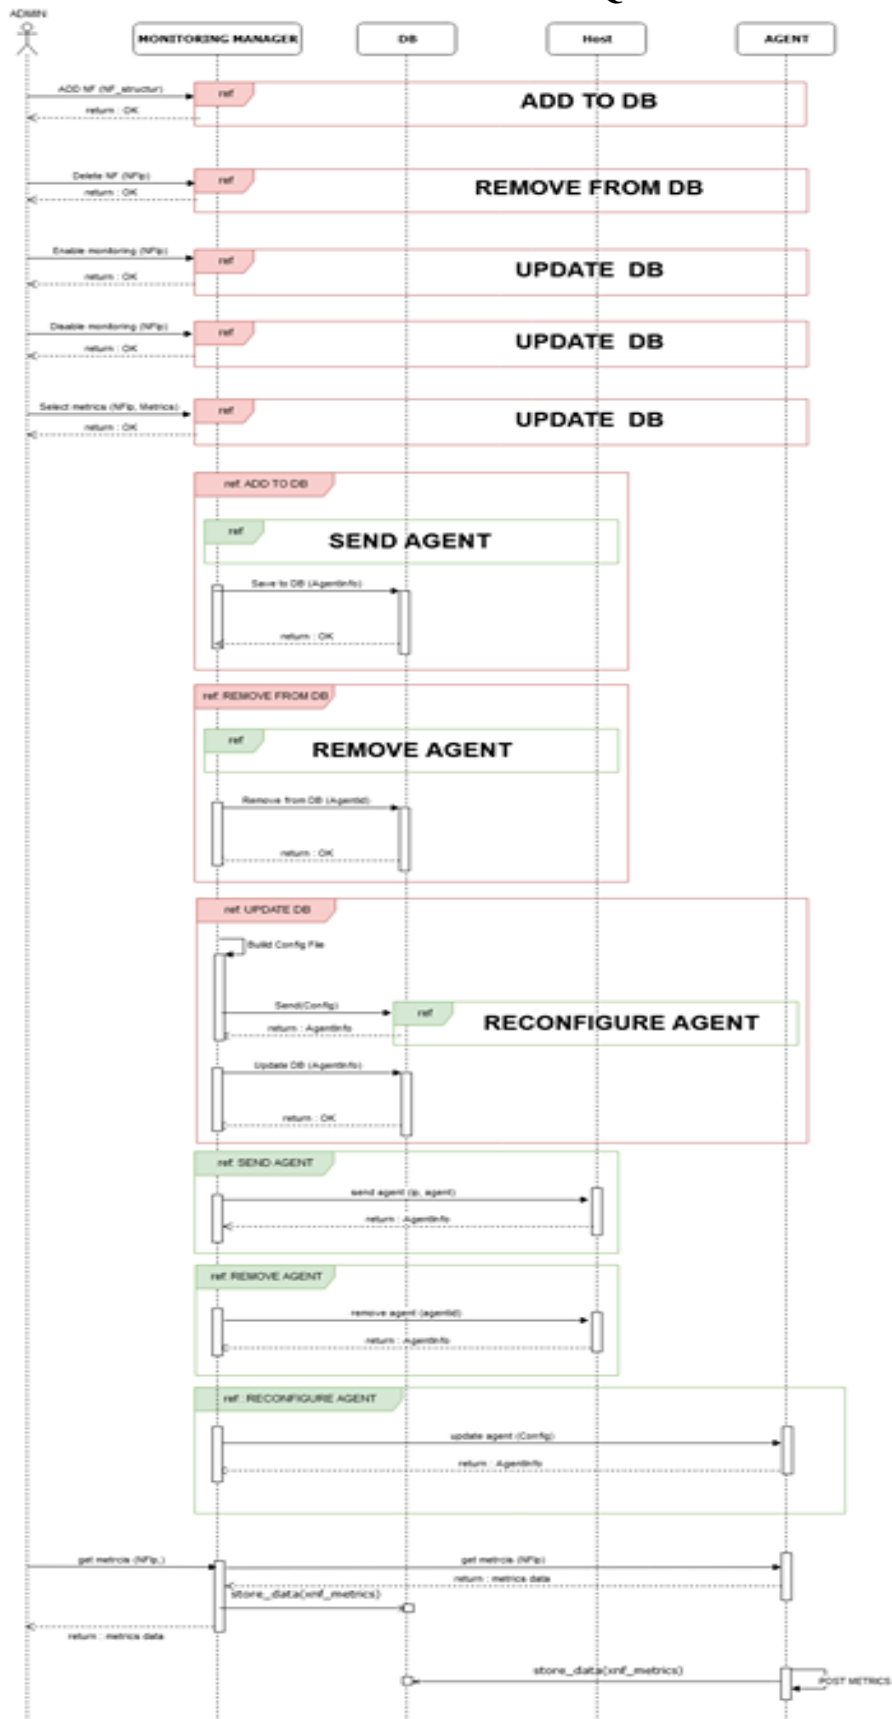 Q
ADMIN
MONITORING MANAGER
DB
Host
AGENT
ADD NF (NF_structur)
ref
ADD TO DB
return : OK
Delete NF (NFip)
ref
REMOVE FROM DB
return : OK
Enable monitoring (NFip)
ref
UPDATE DB
return : OK
Disable monitoring (NFip)
ref
UPDATE DB
return : OK
Select metrics (NFip, Metrics)
ref
UPDATE DB
return : OK
ref: ADD TO DB
ref
SEND AGENT
Save to DB (AgentInfo)
return : OK
ref: REMOVE FROM DB
ref
REMOVE AGENT
Remove from DB (AgentId)
return : OK
ref: UPDATE DB
Build Config File
Send(Config)
ref
RECONFIGURE AGENT
return : AgentInfo
Update DB (AgentInfo)
return : OK
ref: SEND AGENT
send agent (ip, agent)
return : AgentInfo
ref: REMOVE AGENT
remove agent (agentid)
return : AgentInfo
ref : RECONFIGURE AGENT
update agent (Config)
return : AgentInfo
get metrcis (NFip,)
get metrcis (NFip)
return : metrics data
store_data(xnf_metrics)
return : metrics data
store_data(xnf_metrics)
POST METRICS